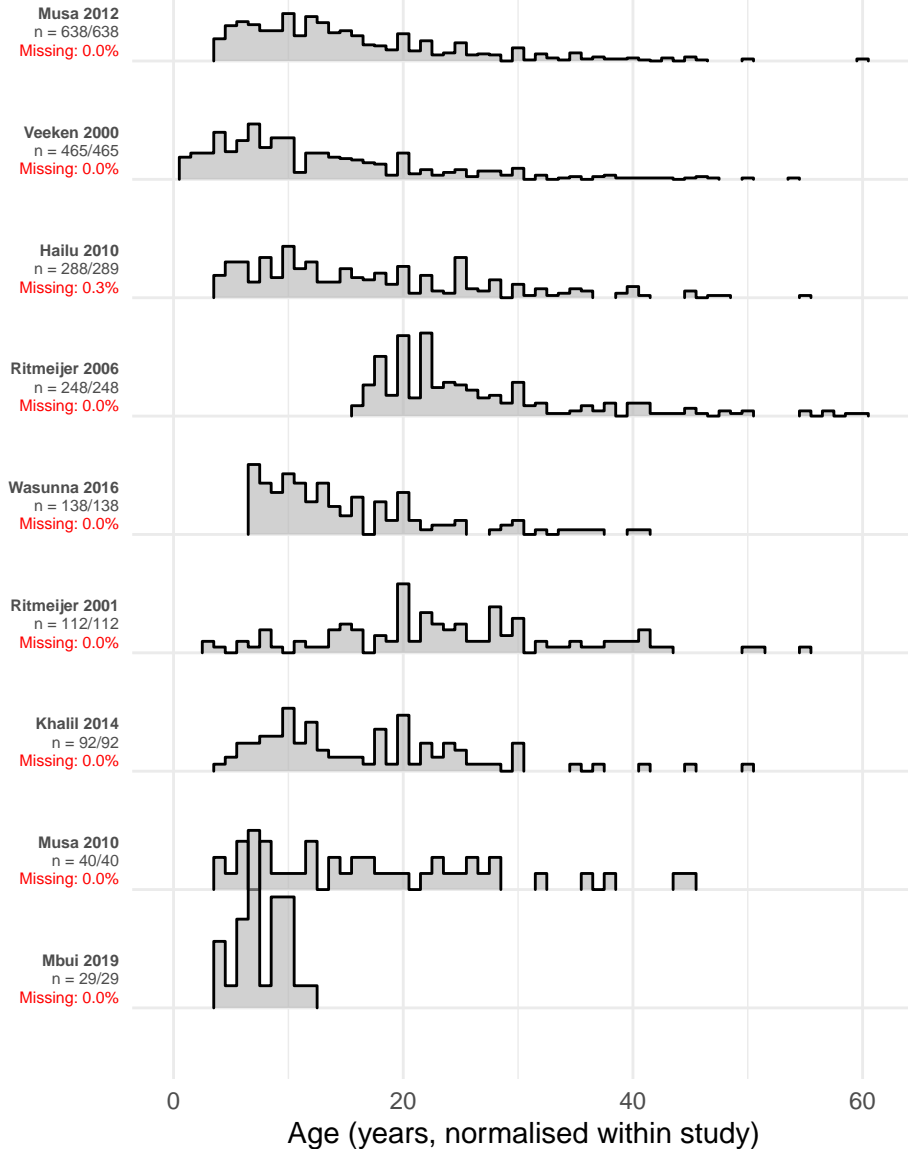 Musa 2012
n = 638/638
Missing: 0.0%
Veeken 2000
n = 465/465
Missing: 0.0%
Hailu 2010
n = 288/289
Missing: 0.3%
Ritmeijer 2006
n = 248/248
Missing: 0.0%
Wasunna 2016
n = 138/138
Missing: 0.0%
Ritmeijer 2001
n = 112/112
Missing: 0.0%
Khalil 2014
n = 92/92
Missing: 0.0%
Musa 2010
n = 40/40
Missing: 0.0%
Mbui 2019
n = 29/29
Missing: 0.0%
0 20 40 60
Age (years, normalised within study)